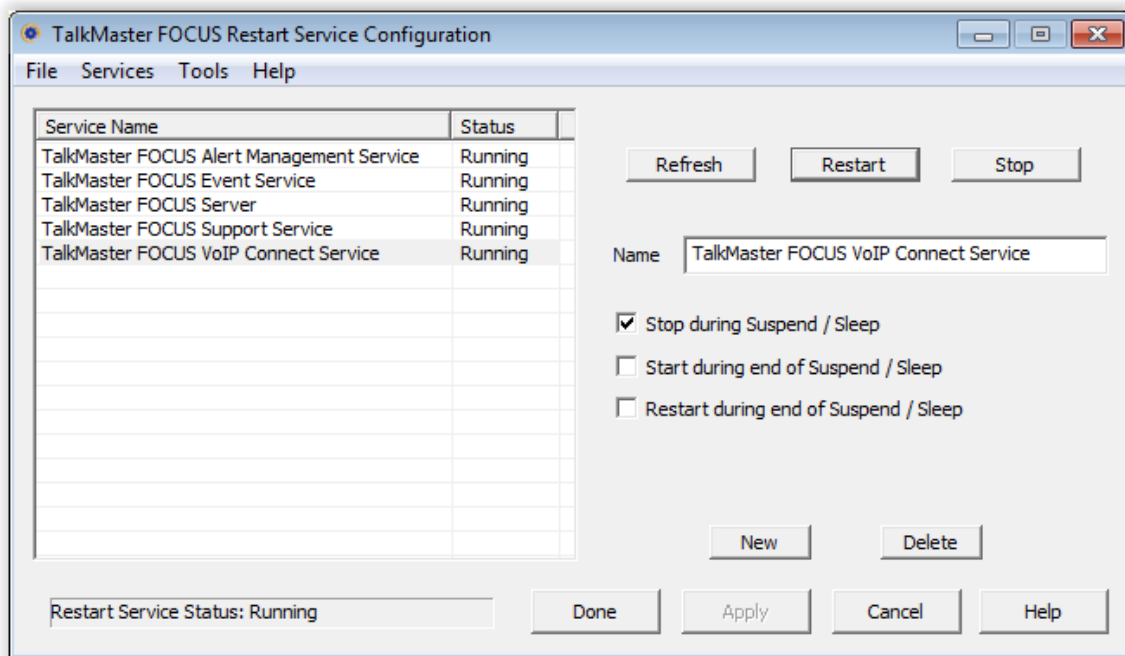 TalkMaster FOCUS Restart Service Configuration
File Services Tools Help
Service Name Status
TalkMaster FOCUS Alert Management Service Running
TalkMaster FOCUS Event Service Running
TalkMaster FOCUS Server Running
TalkMaster FOCUS Support Service Running
TalkMaster FOCUS VoIP Connect Service Running
Refresh Restart Stop
Name TalkMaster FOCUS VoIP Connect Service
Stop during Suspend / Sleep
Start during end of Suspend / Sleep
Restart during end of Suspend / Sleep
New Delete
Restart Service Status: Running
Done Apply Cancel Help